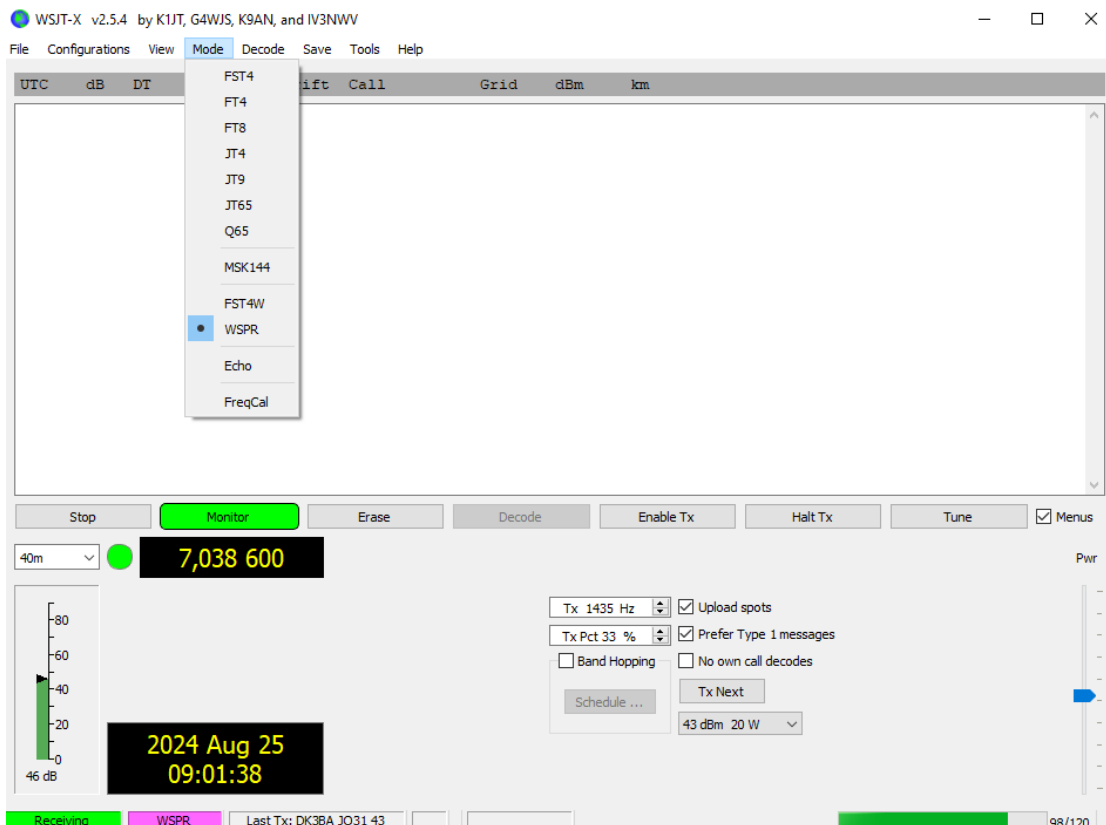 WSJT-X v2.5.4 by K1JT, G4WJS, K9AN, and IV3NWV
File Configurations View Mode Decode Save Tools Help
UTC dB DT ift Call Grid dBm km
FST4
FT4
FT8
JT4
JT9
JT65
Q65
MSK144
FST4W
WSPR
Echo
FreqCal
Stop Monitor Erase Decode Enable Tx Halt Tx Tune Menus
40m 7,038 600 Pwr
80
60
40
20
0
46 dB
Tx 1435 Hz Upload spots
Tx Pct 33 % Prefer Type 1 messages
Band Hopping No own call decodes
Schedule ... Tx Next
43 dBm 20 W
2024 Aug 25
09:01:38
Receiving WSPR Last Tx: DK3BA JO31 43 98/120